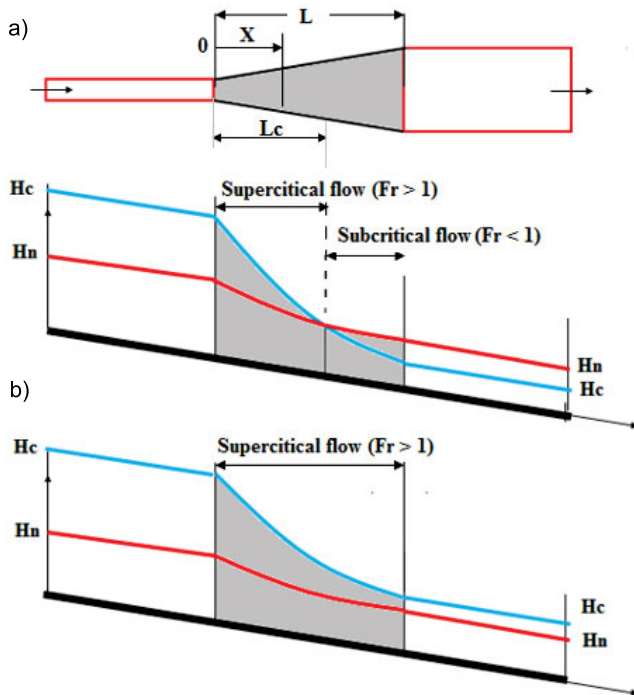 a)
L
0
X
Lc
Hc
Supercitical flow (Fr > 1)
Subcritical flow (Fr < 1)
Hn
Hn
Hc
b)
Hc
Supercitical flow (Fr > 1)
Hn
Hc
Hn